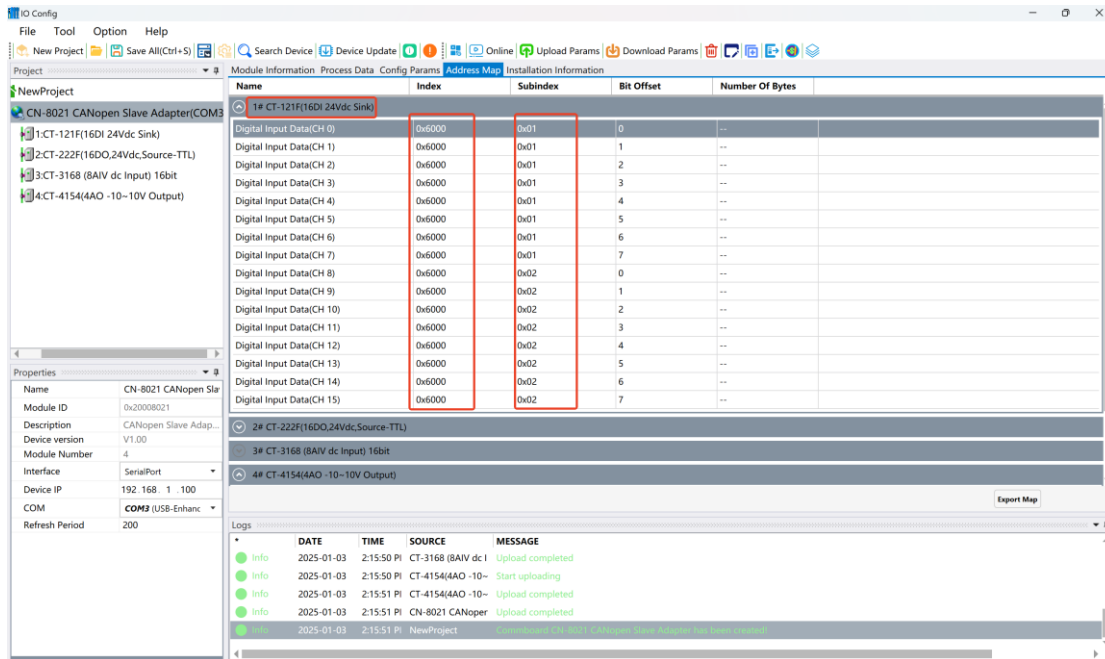 IO Config
File Tool Option Help
New Project Save All(Ctrl+S) Search Device Device Update Online Upload Params Download Params
Project
NewProject
CN-8021 CANopen Slave Adapter(COM3
1:CT-121F(16DI 24Vdc Sink)
2:CT-222F(16DO,24Vdc,Source-TTL)
3:CT-3168 (8AIV dc Input) 16bit
4:CT-4154(4AO -10~10V Output)
Module Information Process Data Config Params Address Map Installation Information
Name Index Subindex Bit Offset Number Of Bytes
1# CT-121F(16DI 24Vdc Sink)
Digital Input Data(CH 0) 0x6000 0x01 0 --
Digital Input Data(CH 1) 0x6000 0x01 1 --
Digital Input Data(CH 2) 0x6000 0x01 2 --
Digital Input Data(CH 3) 0x6000 0x01 3 --
Digital Input Data(CH 4) 0x6000 0x01 4 --
Digital Input Data(CH 5) 0x6000 0x01 5 --
Digital Input Data(CH 6) 0x6000 0x01 6 --
Digital Input Data(CH 7) 0x6000 0x01 7 --
Digital Input Data(CH 8) 0x6000 0x02 0 --
Digital Input Data(CH 9) 0x6000 0x02 1 --
Digital Input Data(CH 10) 0x6000 0x02 2 --
Digital Input Data(CH 11) 0x6000 0x02 3 --
Digital Input Data(CH 12) 0x6000 0x02 4 --
Digital Input Data(CH 13) 0x6000 0x02 5 --
Digital Input Data(CH 14) 0x6000 0x02 6 --
Digital Input Data(CH 15) 0x6000 0x02 7 --
2# CT-222F(16DO,24Vdc,Source-TTL)
3# CT-3168 (8AIV dc Input) 16bit
4# CT-4154(4AO -10~10V Output)
Export Map
Properties
Name CN-8021 CANopen Sla
Module ID 0x20008021
Description CANopen Slave Adap...
Device version V1.00
Module Number 4
Interface SerialPort
Device IP 192 .168. 1 .100
COM COM3 (USB-Enhanc
Refresh Period 200
Logs
* DATE TIME SOURCE MESSAGE
Info 2025-01-03 2:15:50 PI CT-3168 (8AIV dc I Upload completed
Info 2025-01-03 2:15:50 PI CT-4154(4AO -10~ Start uploading
Info 2025-01-03 2:15:51 PI CT-4154(4AO -10~ Upload completed
Info 2025-01-03 2:15:51 PI CN-8021 CANoper Upload completed
Info 2025-01-03 2:15:51 PI NewProject Commboard CN-8021 CANopen Slave Adapter has been created!